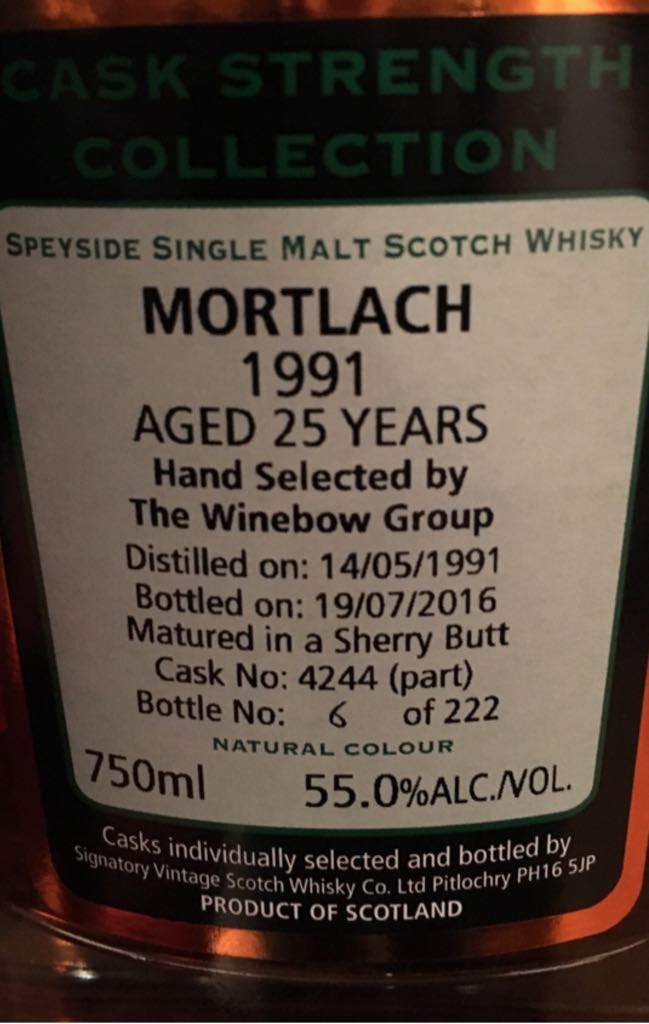 CASK STRENGTH
COLLECTION
SPEYSIDE SINGLE MALT SCOTCH WHISKY
MORTLACH
1991
AGED 25 YEARS
Hand Selected by
The Winebow Group
Distilled on: 14/05/1991
Bottled on: 19/07/2016
Matured in a Sherry Butt
Cask No: 4244 (part)
Bottle No: 6 of 222
NATURAL COLOUR
750ml 55.0%ALC./VOL.
Casks individually selected and bottled by
Signatory Vintage Scotch Whisky Co. Ltd Pitlochry PH16 5JP
PRODUCT OF SCOTLAND